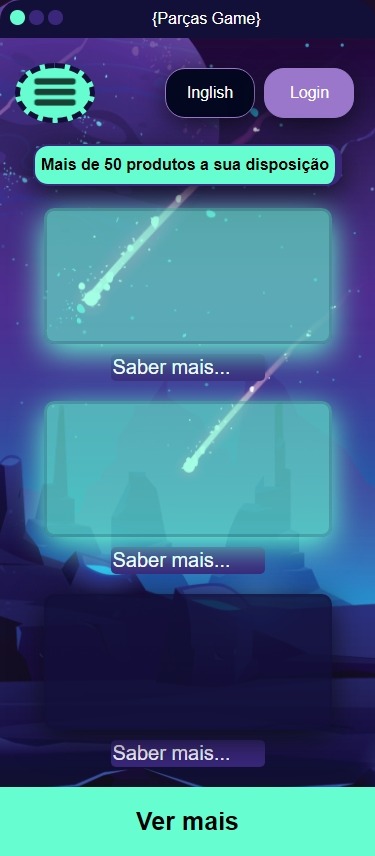 {Parças Game}
Inglish
Login
Mais de 50 produtos a sua disposição
Saber mais...
Saber mais...
Saber mais...
Ver mais